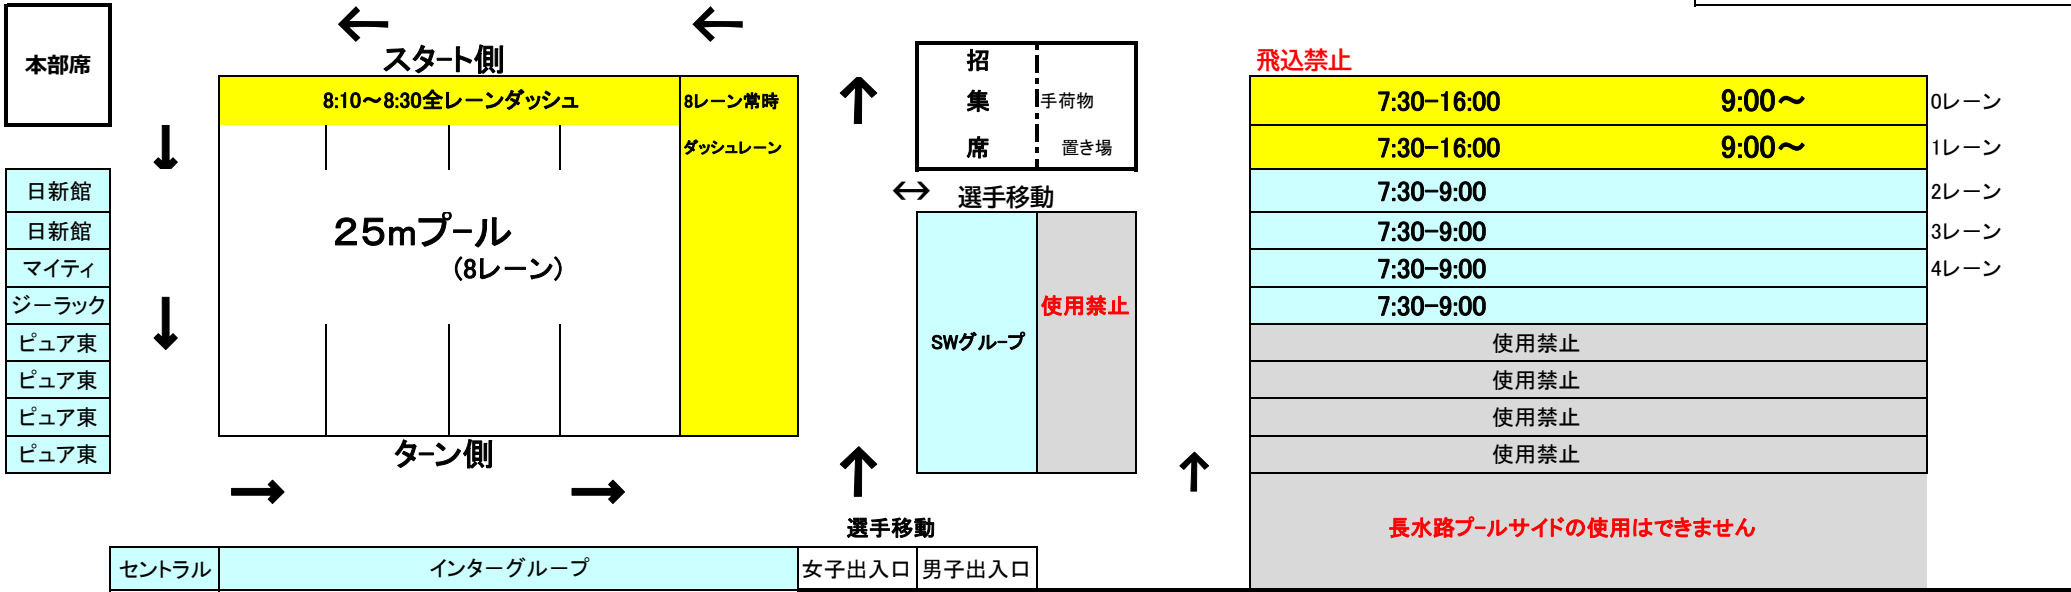 本部席
スタート側
飛込禁止
8:10～8:30全レーンダッシュ
8レーン常時
ダッシュレーン
招
集
席
手荷物
置き場
7:30-16:00 9:00～ 0レーン
7:30-16:00 9:00～ 1レーン
7:30-9:00 2レーン
7:30-9:00 3レーン
7:30-9:00 4レーン
7:30-9:00
使用禁止
使用禁止
使用禁止
使用禁止
長水路プールサイドの使用はできません
日新館
日新館
マイティ
ジーラック
ピュア東
ピュア東
ピュア東
ピュア東
25mプール
(8レーン)
選手移動
SWグループ
使用禁止
ターン側
選手移動
セントラル
インターグループ
女子出入口
男子出入口